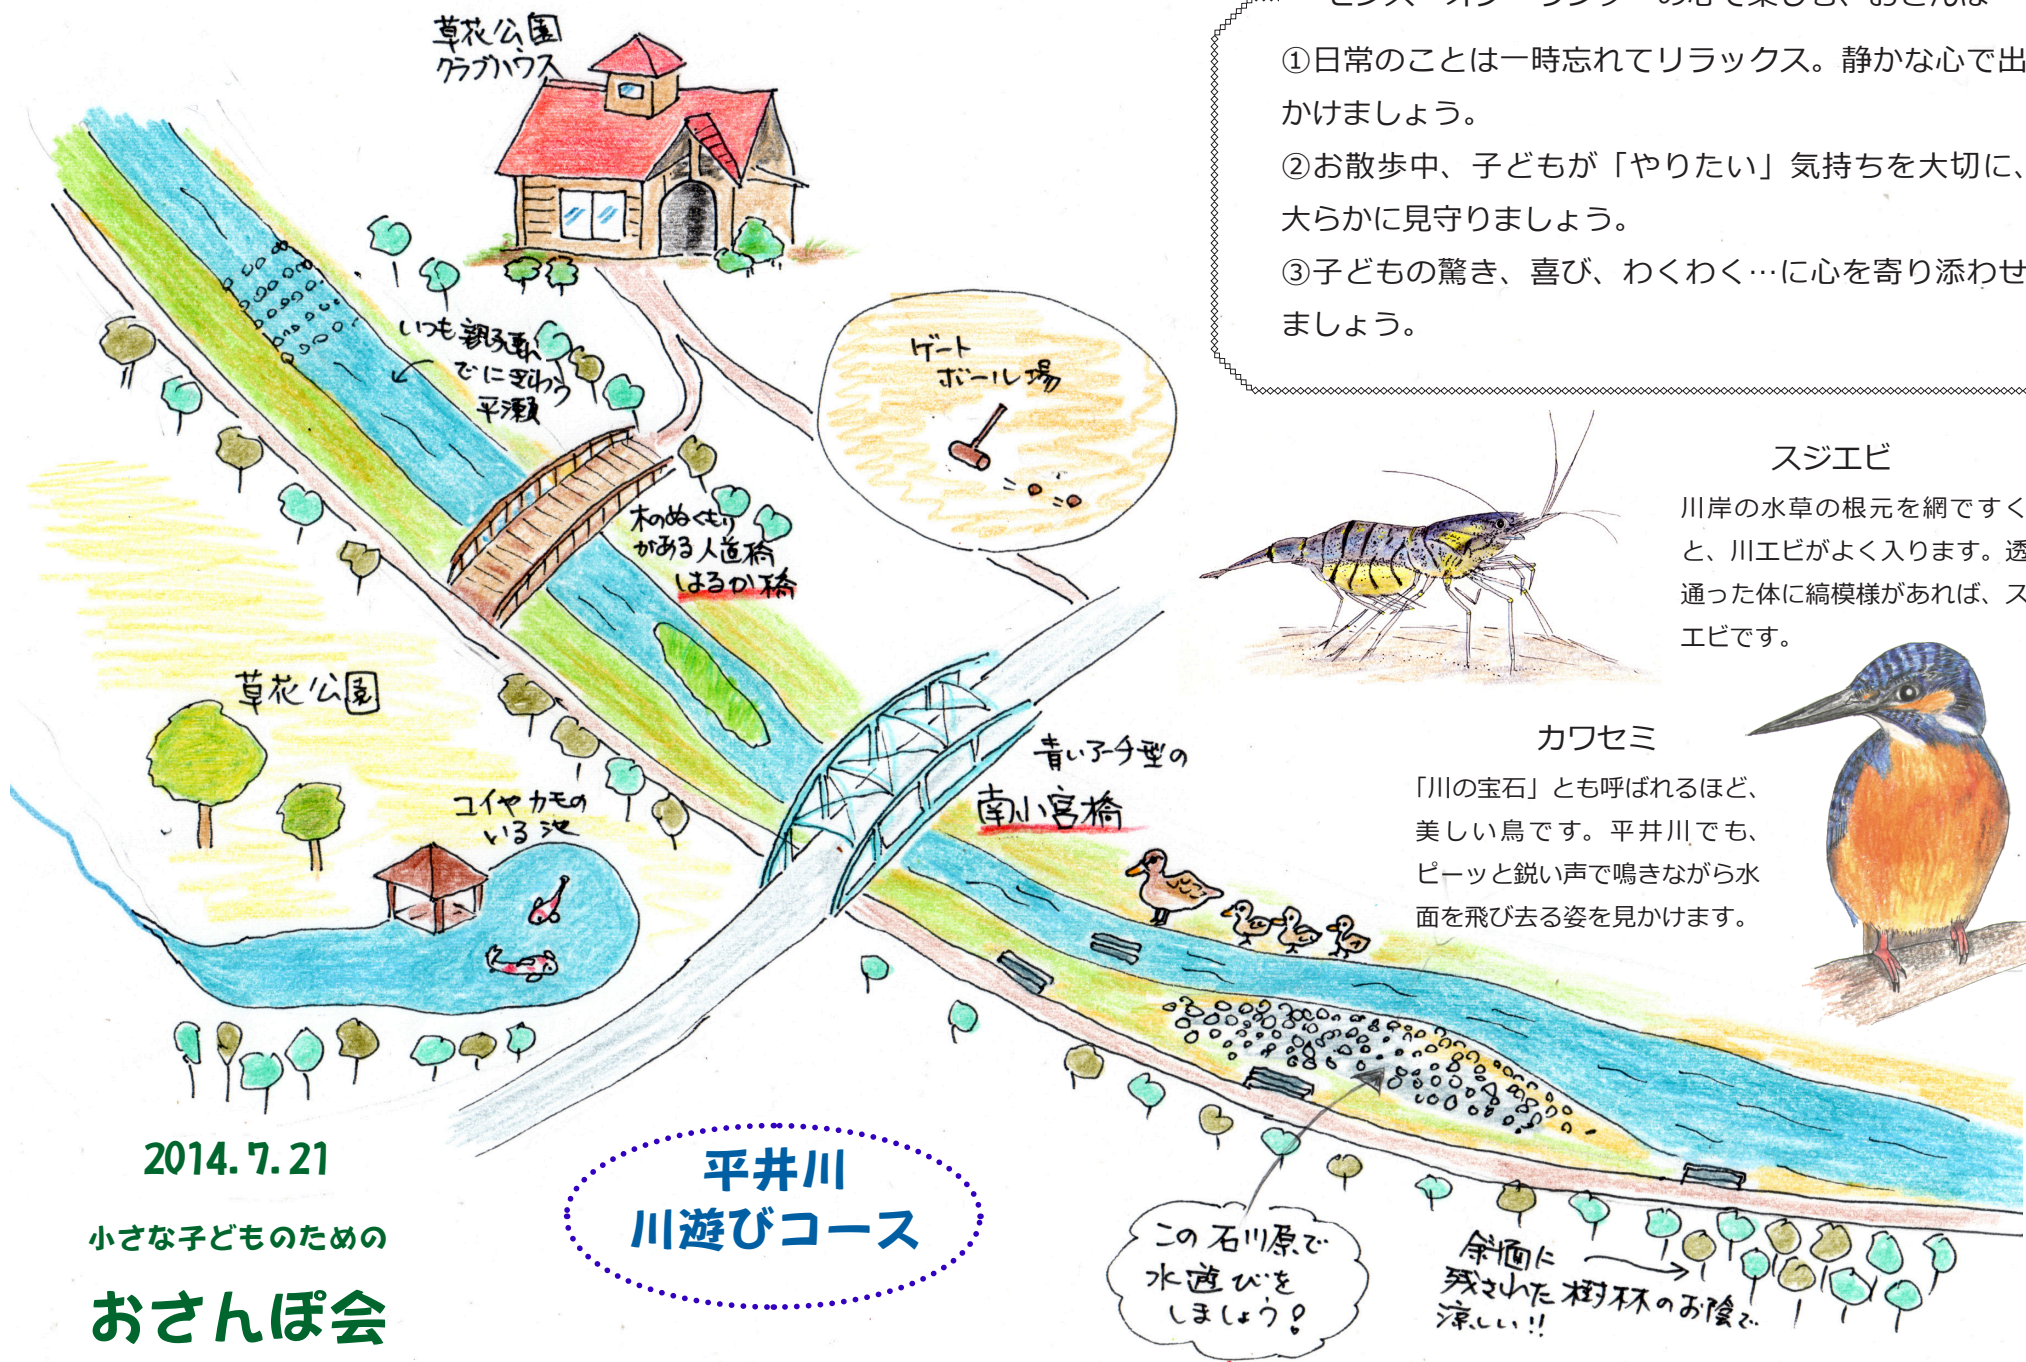 草花公園
クラブハウス
いつも親子連れ
でにぎわう
平瀬
ゲート
ボール場
木のぬくもり
がある人道橋
はるか橋
草花公園
コイやカモの
いる池
青いアーチ型の
南小宮橋
①日常のことは一時忘れてリラックス。静かな心で出
かけましょう。
②お散歩中、子どもが「やりたい」気持ちを大切に、
大らかに見守りましょう。
③子どもの驚き、喜び、わくわく…に心を寄り添わせ
ましょう。
スジエビ
川岸の水草の根元を網ですく
と、川エビがよく入ります。透
通った体に縞模様があれば、ス
エビです。
カワセミ
「川の宝石」とも呼ばれるほど、
美しい鳥です。平井川でも、
ピーッと鋭い声で鳴きながら水
面を飛び去る姿を見かけます。
2014.7.21
小さな子どものための
おさんぽ会
平井川
川遊びコース
この石川原で
水遊びを
しましょう!
斜面に
残された樹林のお陰で
涼しい!!